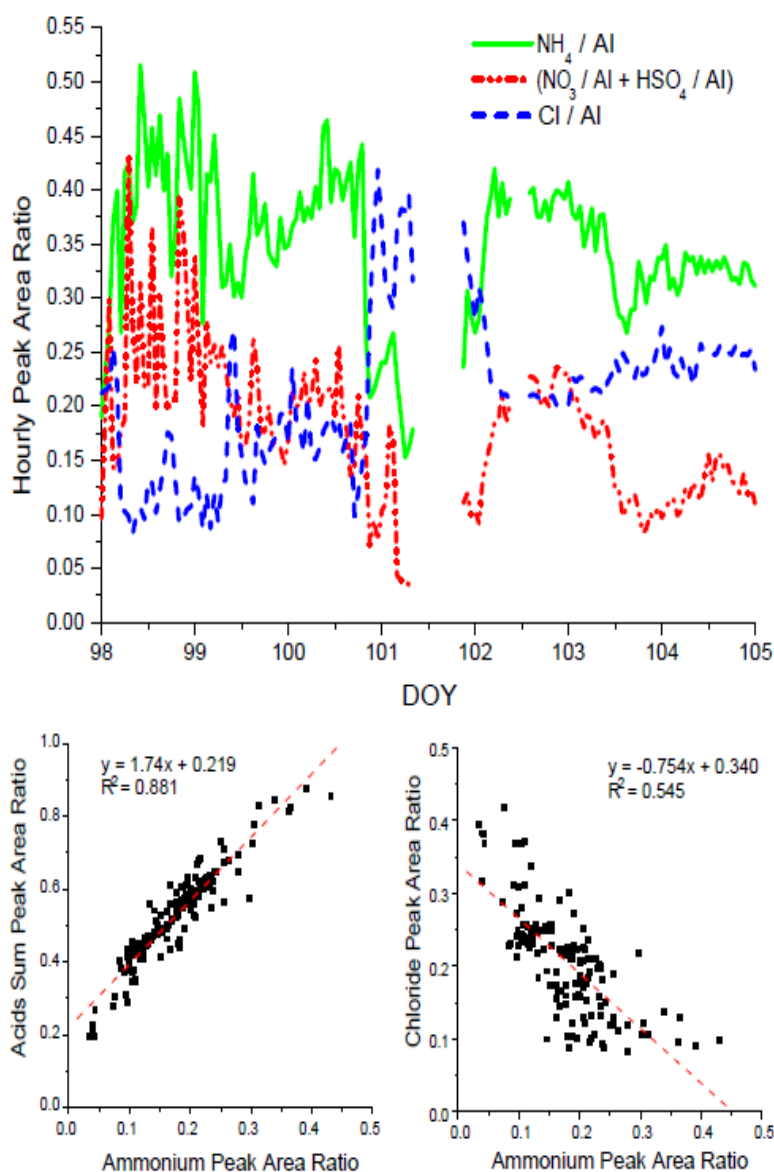 0.55
0.50
0.45
0.40
0.35
0.30
0.25
0.20
0.15
0.10
0.05
0.00
Hourly Peak Area Ratio
NH4 / Al
(NO3 / Al + HSO4 / Al)
Cl / Al
98 99 100 101 102 103 104 105
DOY
1.0
0.8
0.6
0.4
0.2
0.0
Acids Sum Peak Area Ratio
y = 1.74x + 0.219
R2 = 0.881
0.0 0.1 0.2 0.3 0.4 0.5
Ammonium Peak Area Ratio
0.5
0.4
0.3
0.2
0.1
0.0
Chloride Peak Area Ratio
y = -0.754x + 0.340
R2 = 0.545
0.0 0.1 0.2 0.3 0.4 0.5
Ammonium Peak Area Ratio